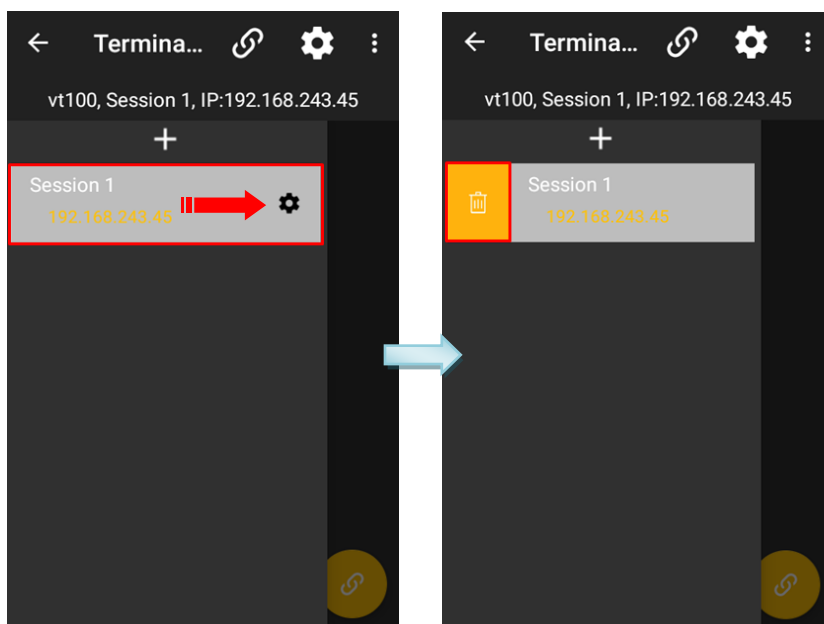 Termina...
vt100, Session 1, IP:192.168.243.45
Session 1
192.168.243.45
Termina...
vt100, Session 1, IP:192.168.243.45
Session 1
192.168.243.45